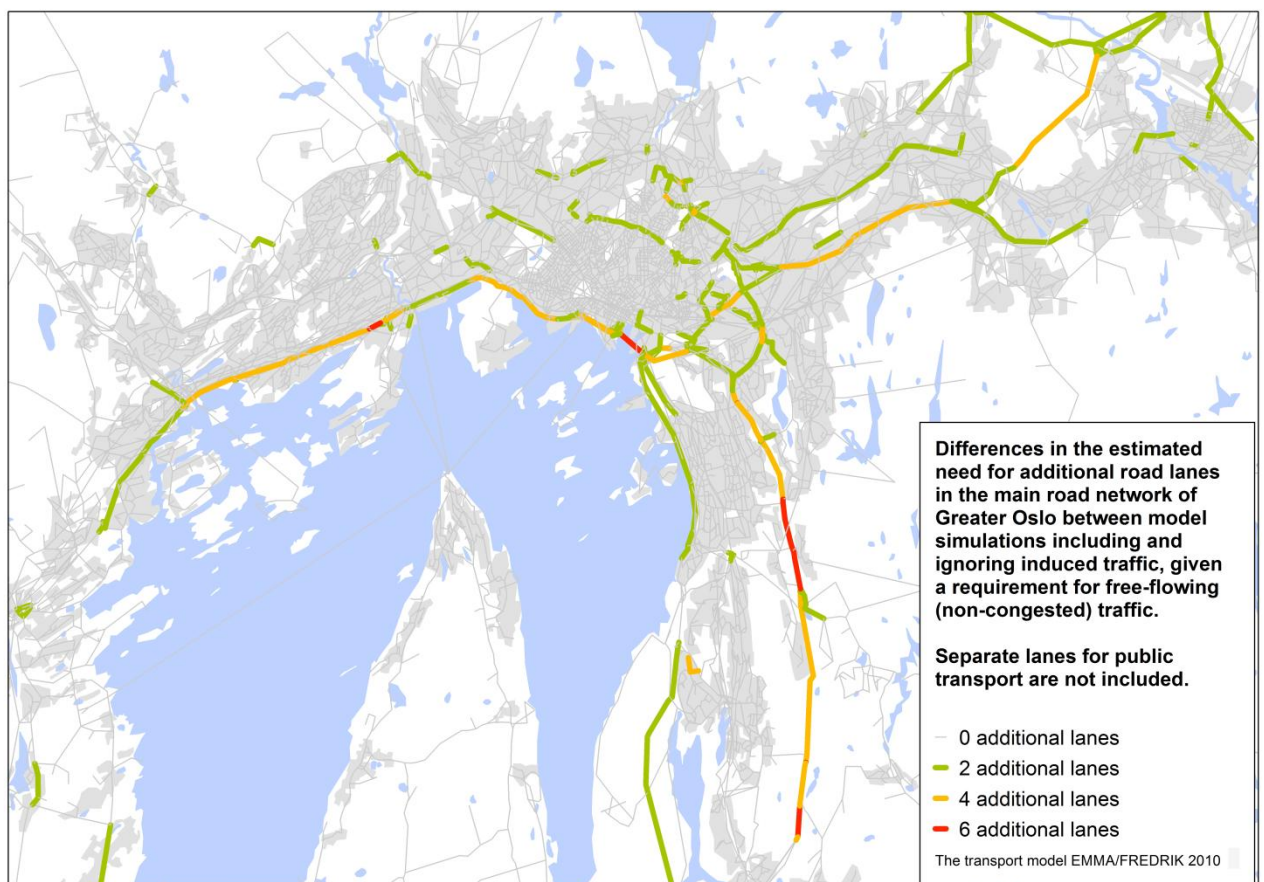 Differences in the estimated
need for additional road lanes
in the main road network of
Greater Oslo between model
simulations including and
ignoring induced traffic, given
a requirement for free-flowing
(non-congested) traffic.
Separate lanes for public
transport are not included.
0 additional lanes
2 additional lanes
4 additional lanes
6 additional lanes
The transport model EMMA/FREDRIK 2010